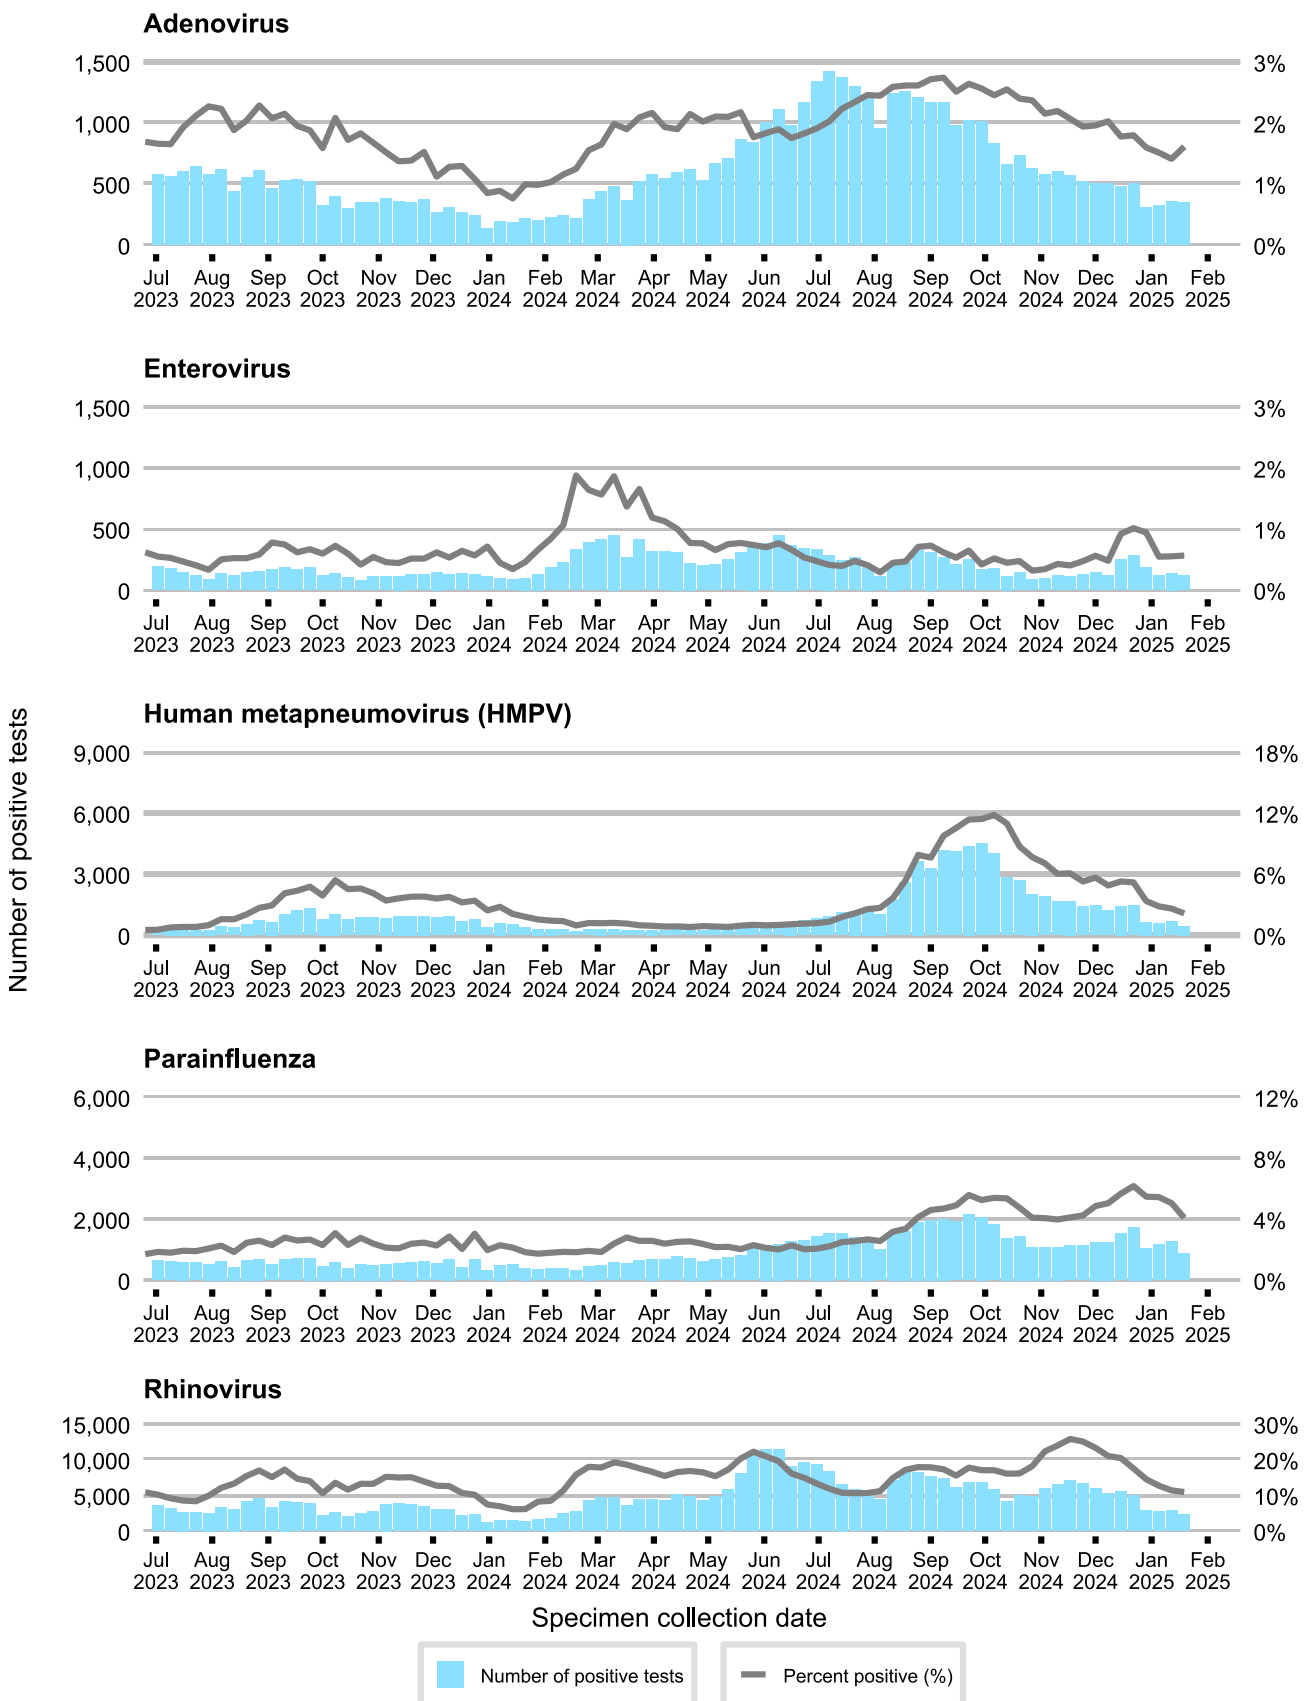 Number of positive tests
Adenovirus
1,500 3%
1,000 2%
500 1%
0 0%
Jul Aug Sep Oct Nov Dec Jan Feb Mar Apr May Jun Jul Aug Sep Oct Nov Dec Jan Feb
2023 2023 2023 2023 2023 2023 2024 2024 2024 2024 2024 2024 2024 2024 2024 2024 2024 2024 2025 2025
Enterovirus
1,500 3%
1,000 2%
500 1%
0 0%
Jul Aug Sep Oct Nov Dec Jan Feb Mar Apr May Jun Jul Aug Sep Oct Nov Dec Jan Feb
2023 2023 2023 2023 2023 2023 2024 2024 2024 2024 2024 2024 2024 2024 2024 2024 2024 2024 2025 2025
Human metapneumovirus (HMPV)
9,000 18%
6,000 12%
3,000 6%
0 0%
Jul Aug Sep Oct Nov Dec Jan Feb Mar Apr May Jun Jul Aug Sep Oct Nov Dec Jan Feb
2023 2023 2023 2023 2023 2023 2024 2024 2024 2024 2024 2024 2024 2024 2024 2024 2024 2024 2025 2025
Parainfluenza
6,000 12%
4,000 8%
2,000 4%
0 0%
Jul Aug Sep Oct Nov Dec Jan Feb Mar Apr May Jun Jul Aug Sep Oct Nov Dec Jan Feb
2023 2023 2023 2023 2023 2023 2024 2024 2024 2024 2024 2024 2024 2024 2024 2024 2024 2024 2025 2025
Rhinovirus
15,000 30%
10,000 20%
5,000 10%
0 0%
Jul Aug Sep Oct Nov Dec Jan Feb Mar Apr May Jun Jul Aug Sep Oct Nov Dec Jan Feb
2023 2023 2023 2023 2023 2023 2024 2024 2024 2024 2024 2024 2024 2024 2024 2024 2024 2024 2025 2025
Specimen collection date
Number of positive tests Percent positive (%)